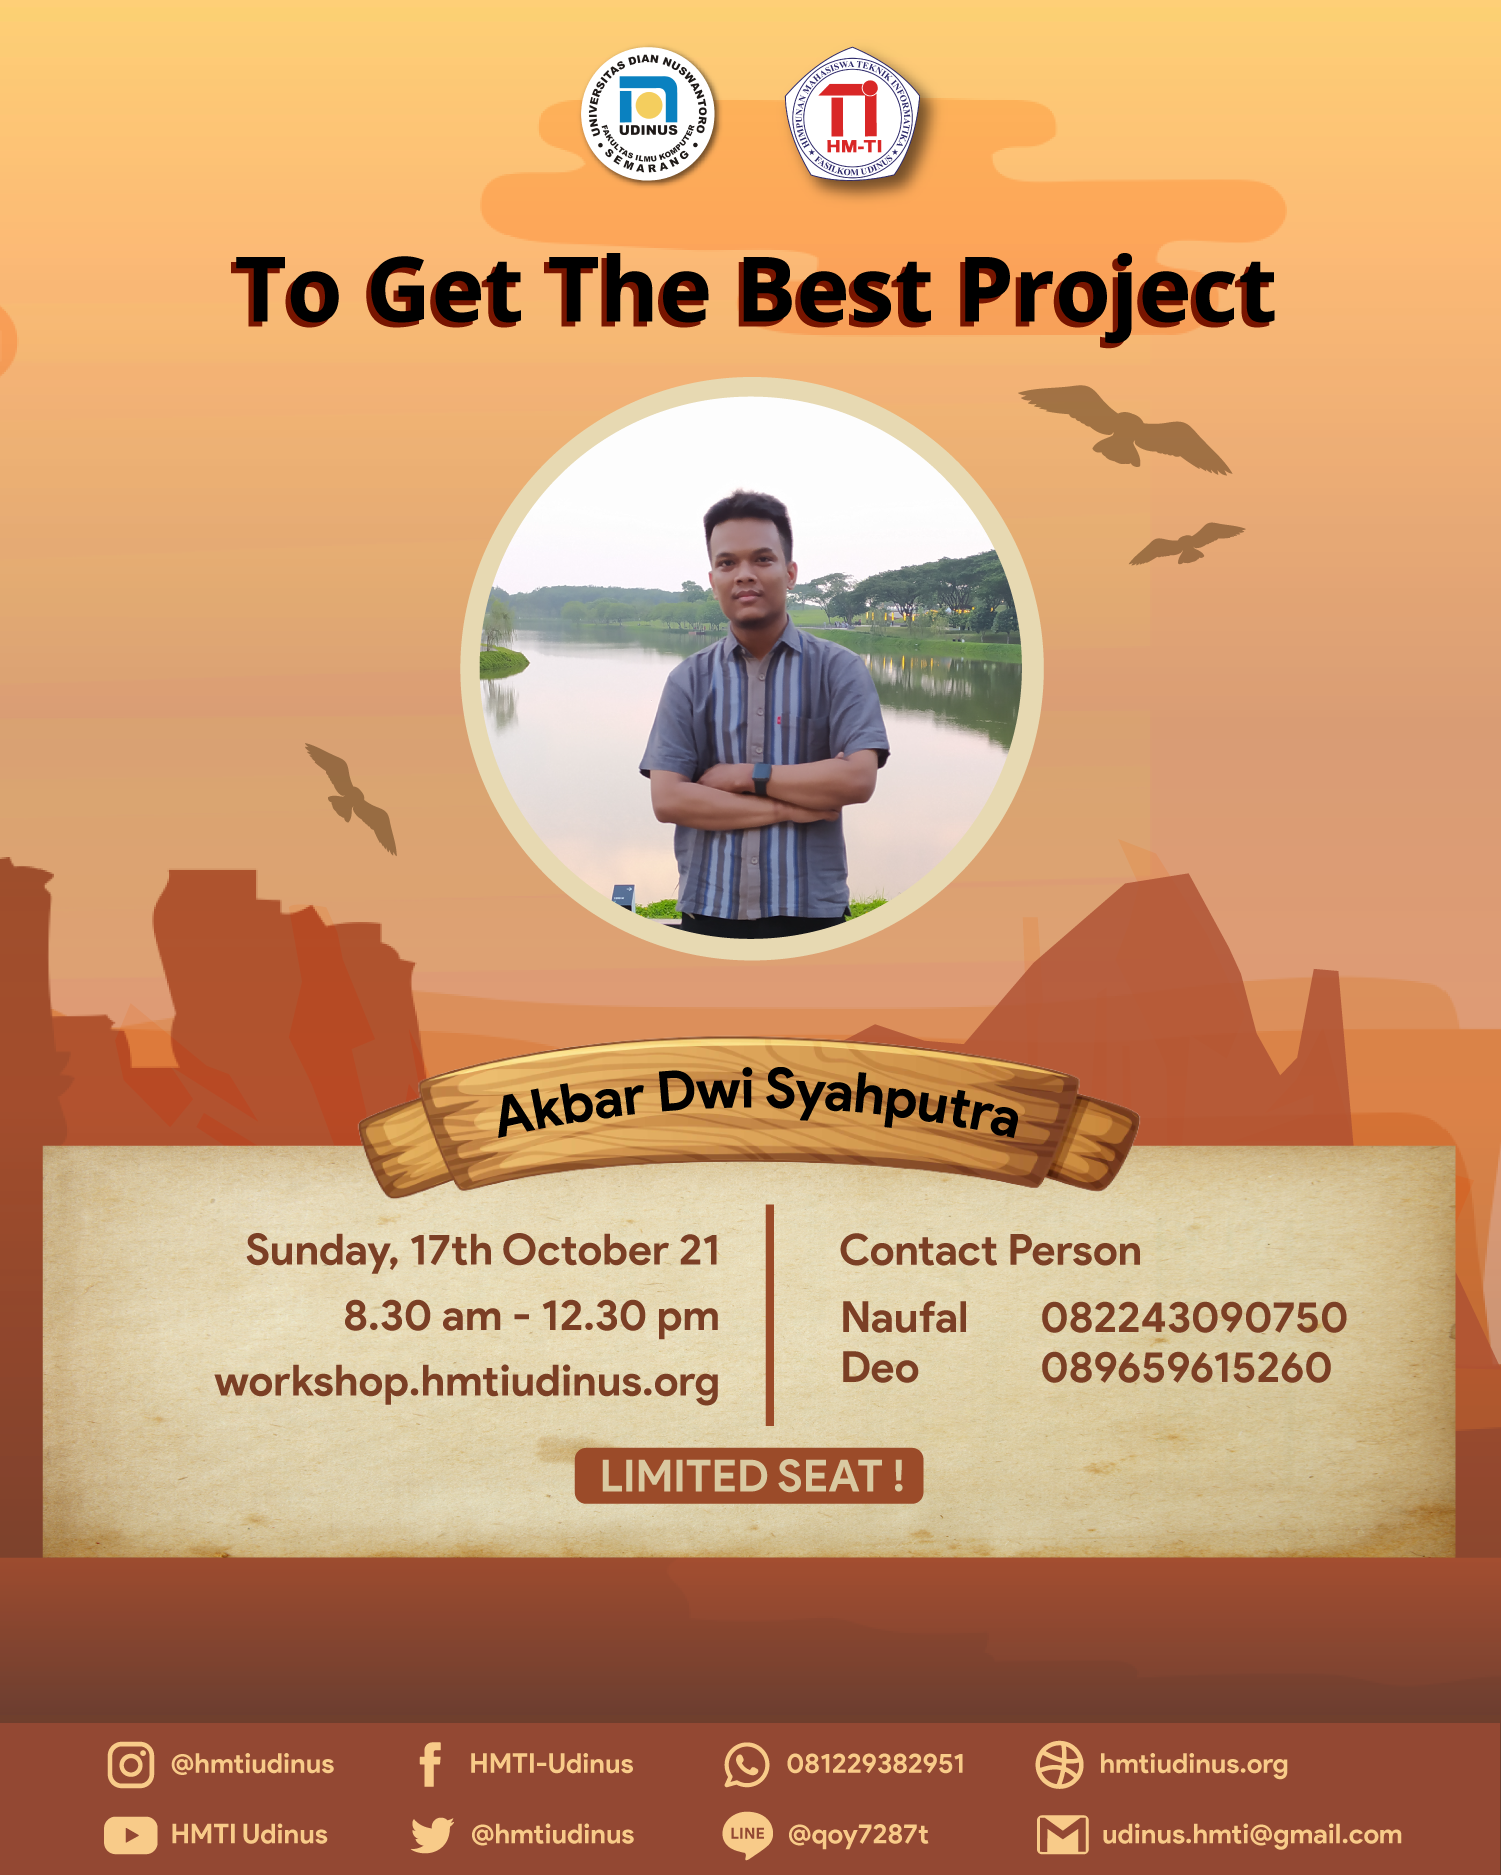 UNIVERSITAS DIAN NUSWANTORO
UDINUS
FAKULTAS ILMU KOMPUTER
• SEMARANG •
HIMPUNAN MAHASISWA TEKNIK INFORMATIKA
HM-TI
★ FASILKOM UDINUS ★
To Get The Best Project
Akbar Dwi Syahputra
Sunday, 17th October 21
8.30 am - 12.30 pm
workshop.hmtiudinus.org
Contact Person
Naufal 082243090750
Deo 089659615260
LIMITED SEAT !
@hmtiudinus HMTI-Udinus 081229382951 hmtiudinus.org
HMTI Udinus @hmtiudinus LINE @qoy7287t udinus.hmti@gmail.com